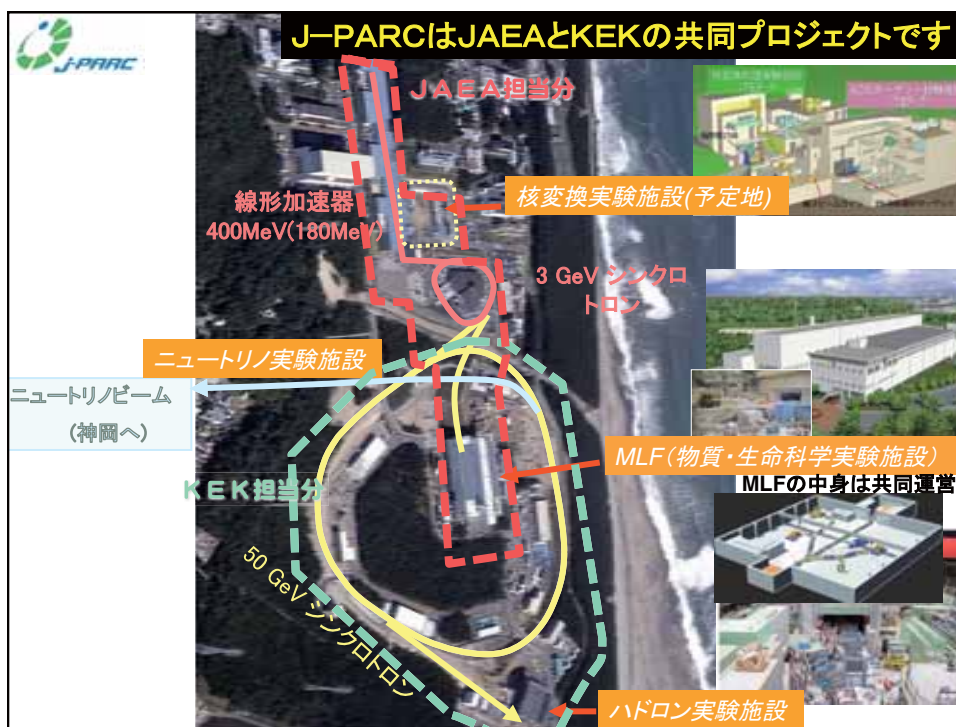 J-PARCはJAEAとKEKの共同プロジェクトです
J-PARC
JAEA担当分
線形加速器
400MeV(180MeV)
核変換実験施設(予定地)
3 GeV シンクロ
トロン
ニュートリノ実験施設
ニュートリノビーム
(神岡へ)
MLF(物質・生命科学実験施設)
MLFの中身は共同運営
KEK担当分
50 GeV シンクロトロン
ハドロン実験施設